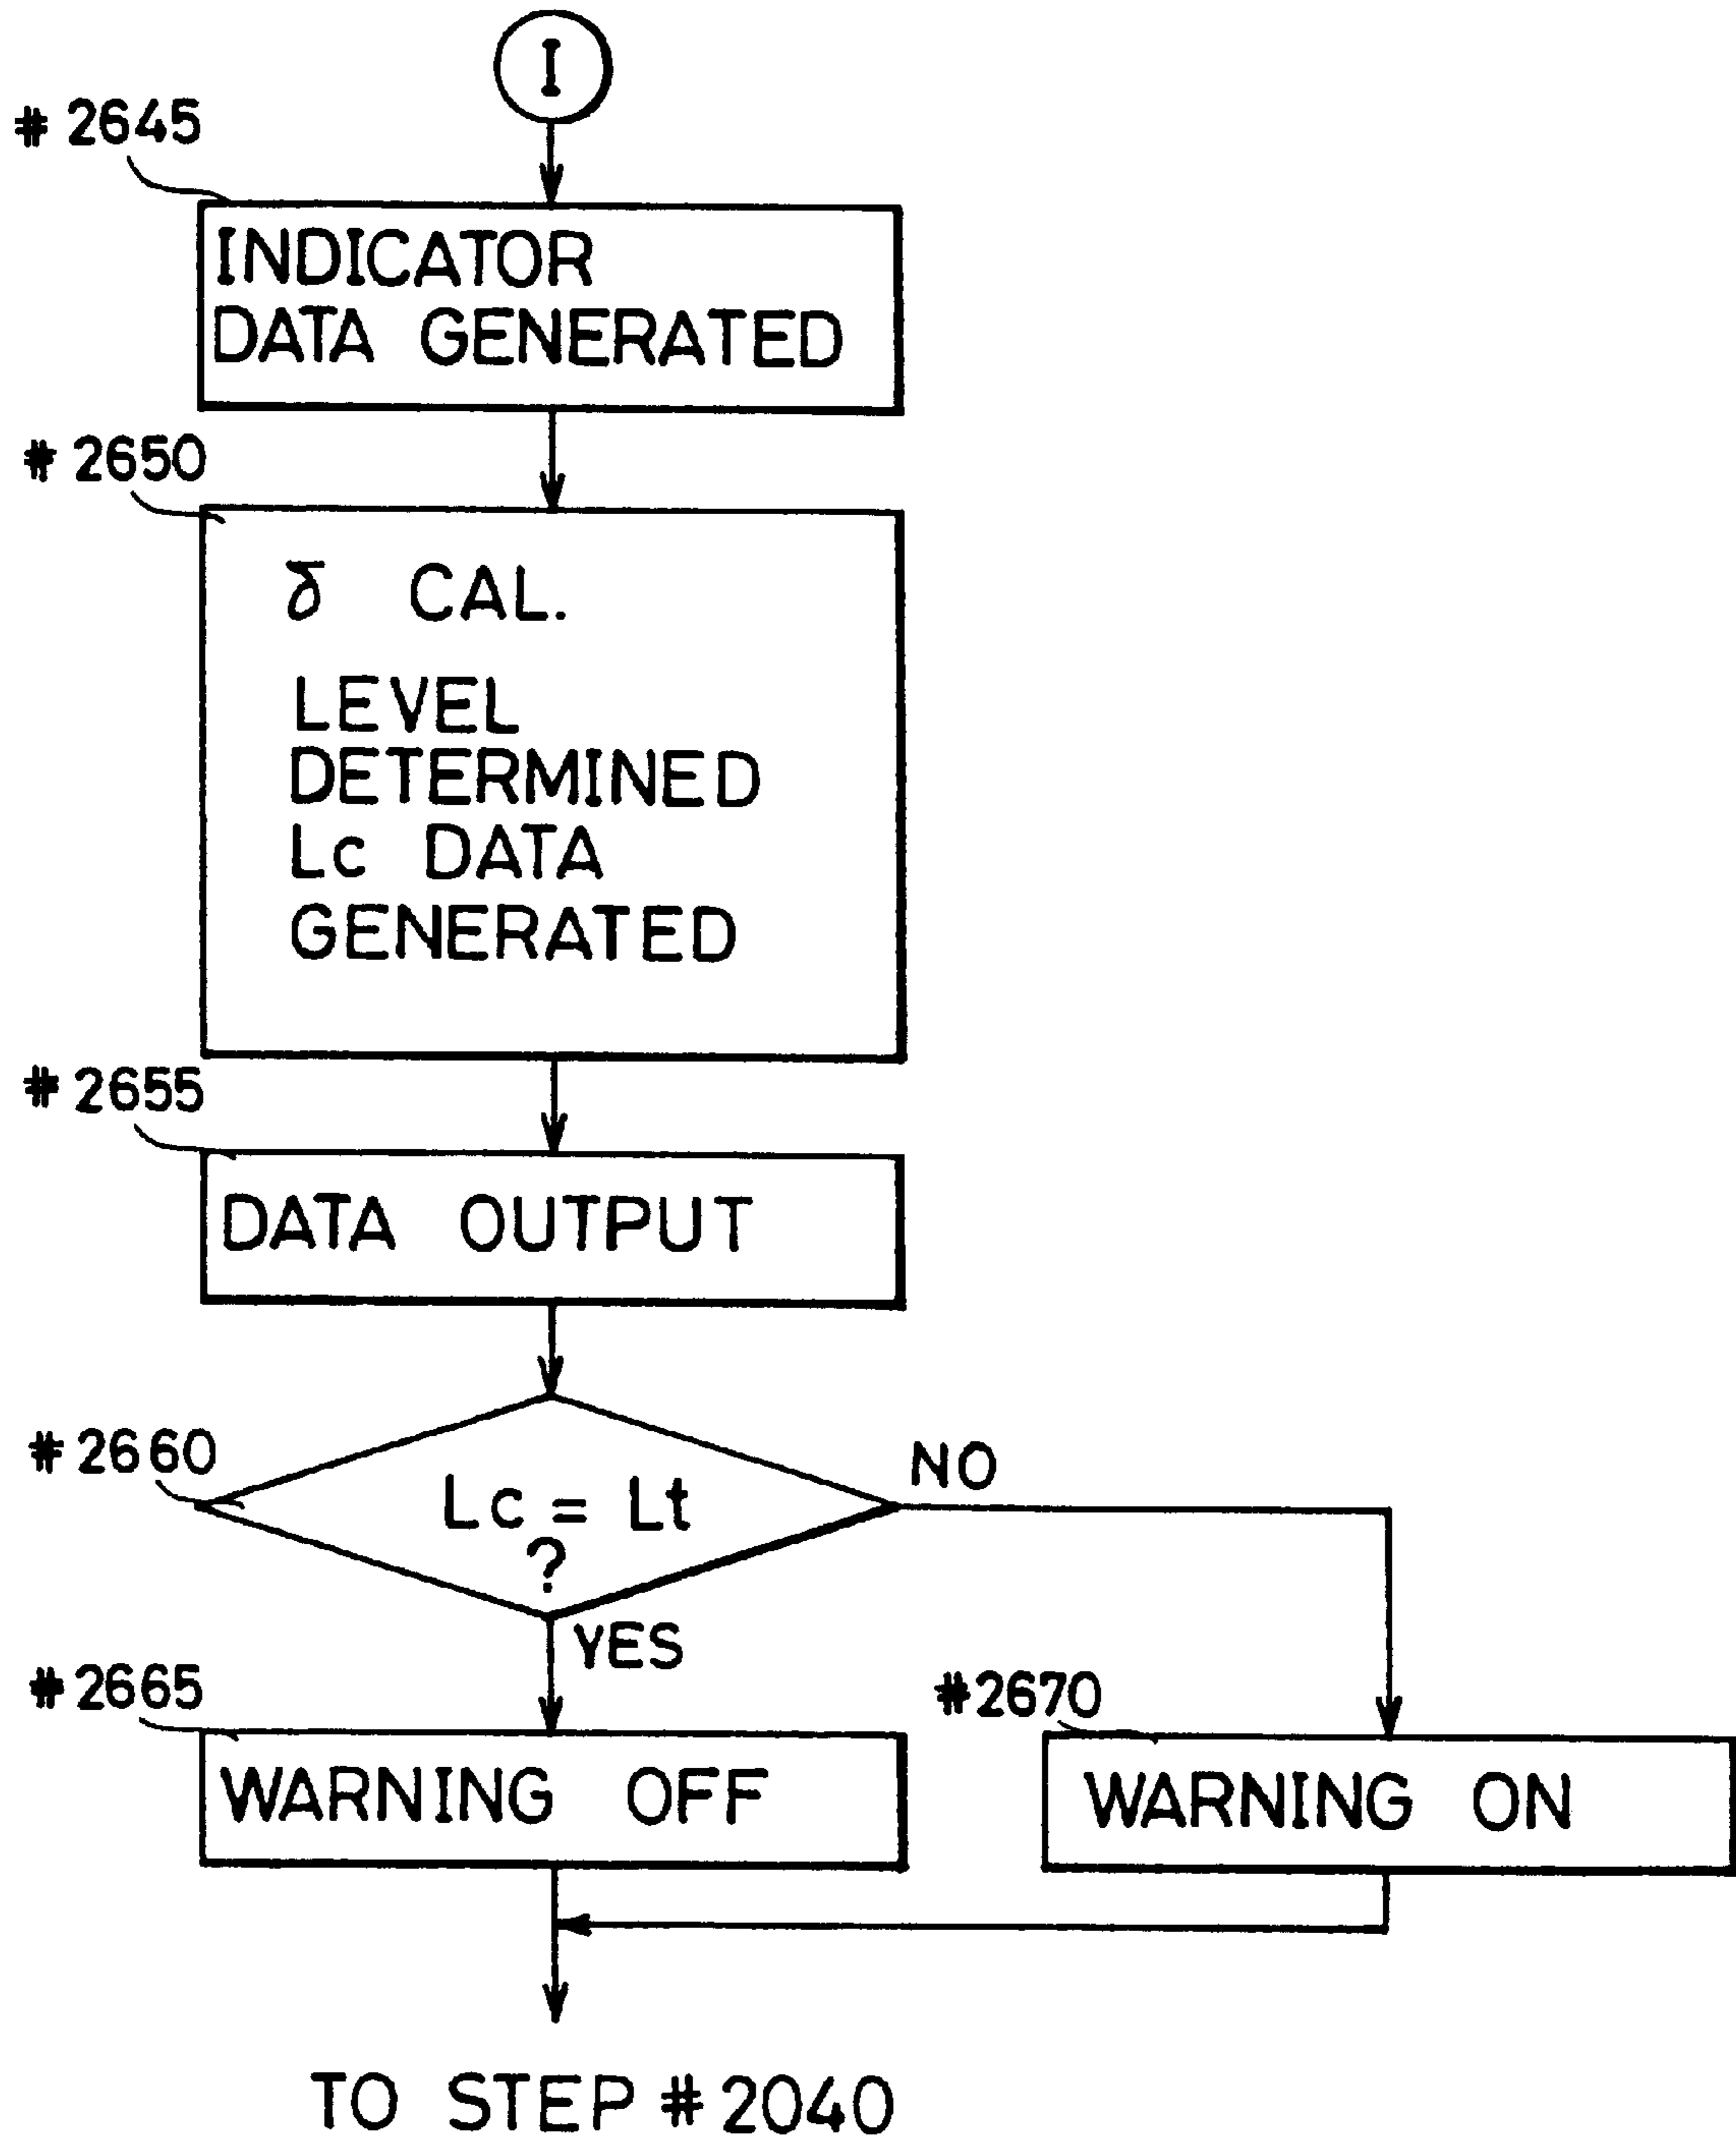 I
#2645
INDICATOR
DATA GENERATED
#2650
δ CAL.
LEVEL
DETERMINED
Lc DATA
GENERATED
#2655
DATA OUTPUT
#2660
Lc = Lt
?
NO
YES
#2665
WARNING OFF
#2670
WARNING ON
TO STEP #2040